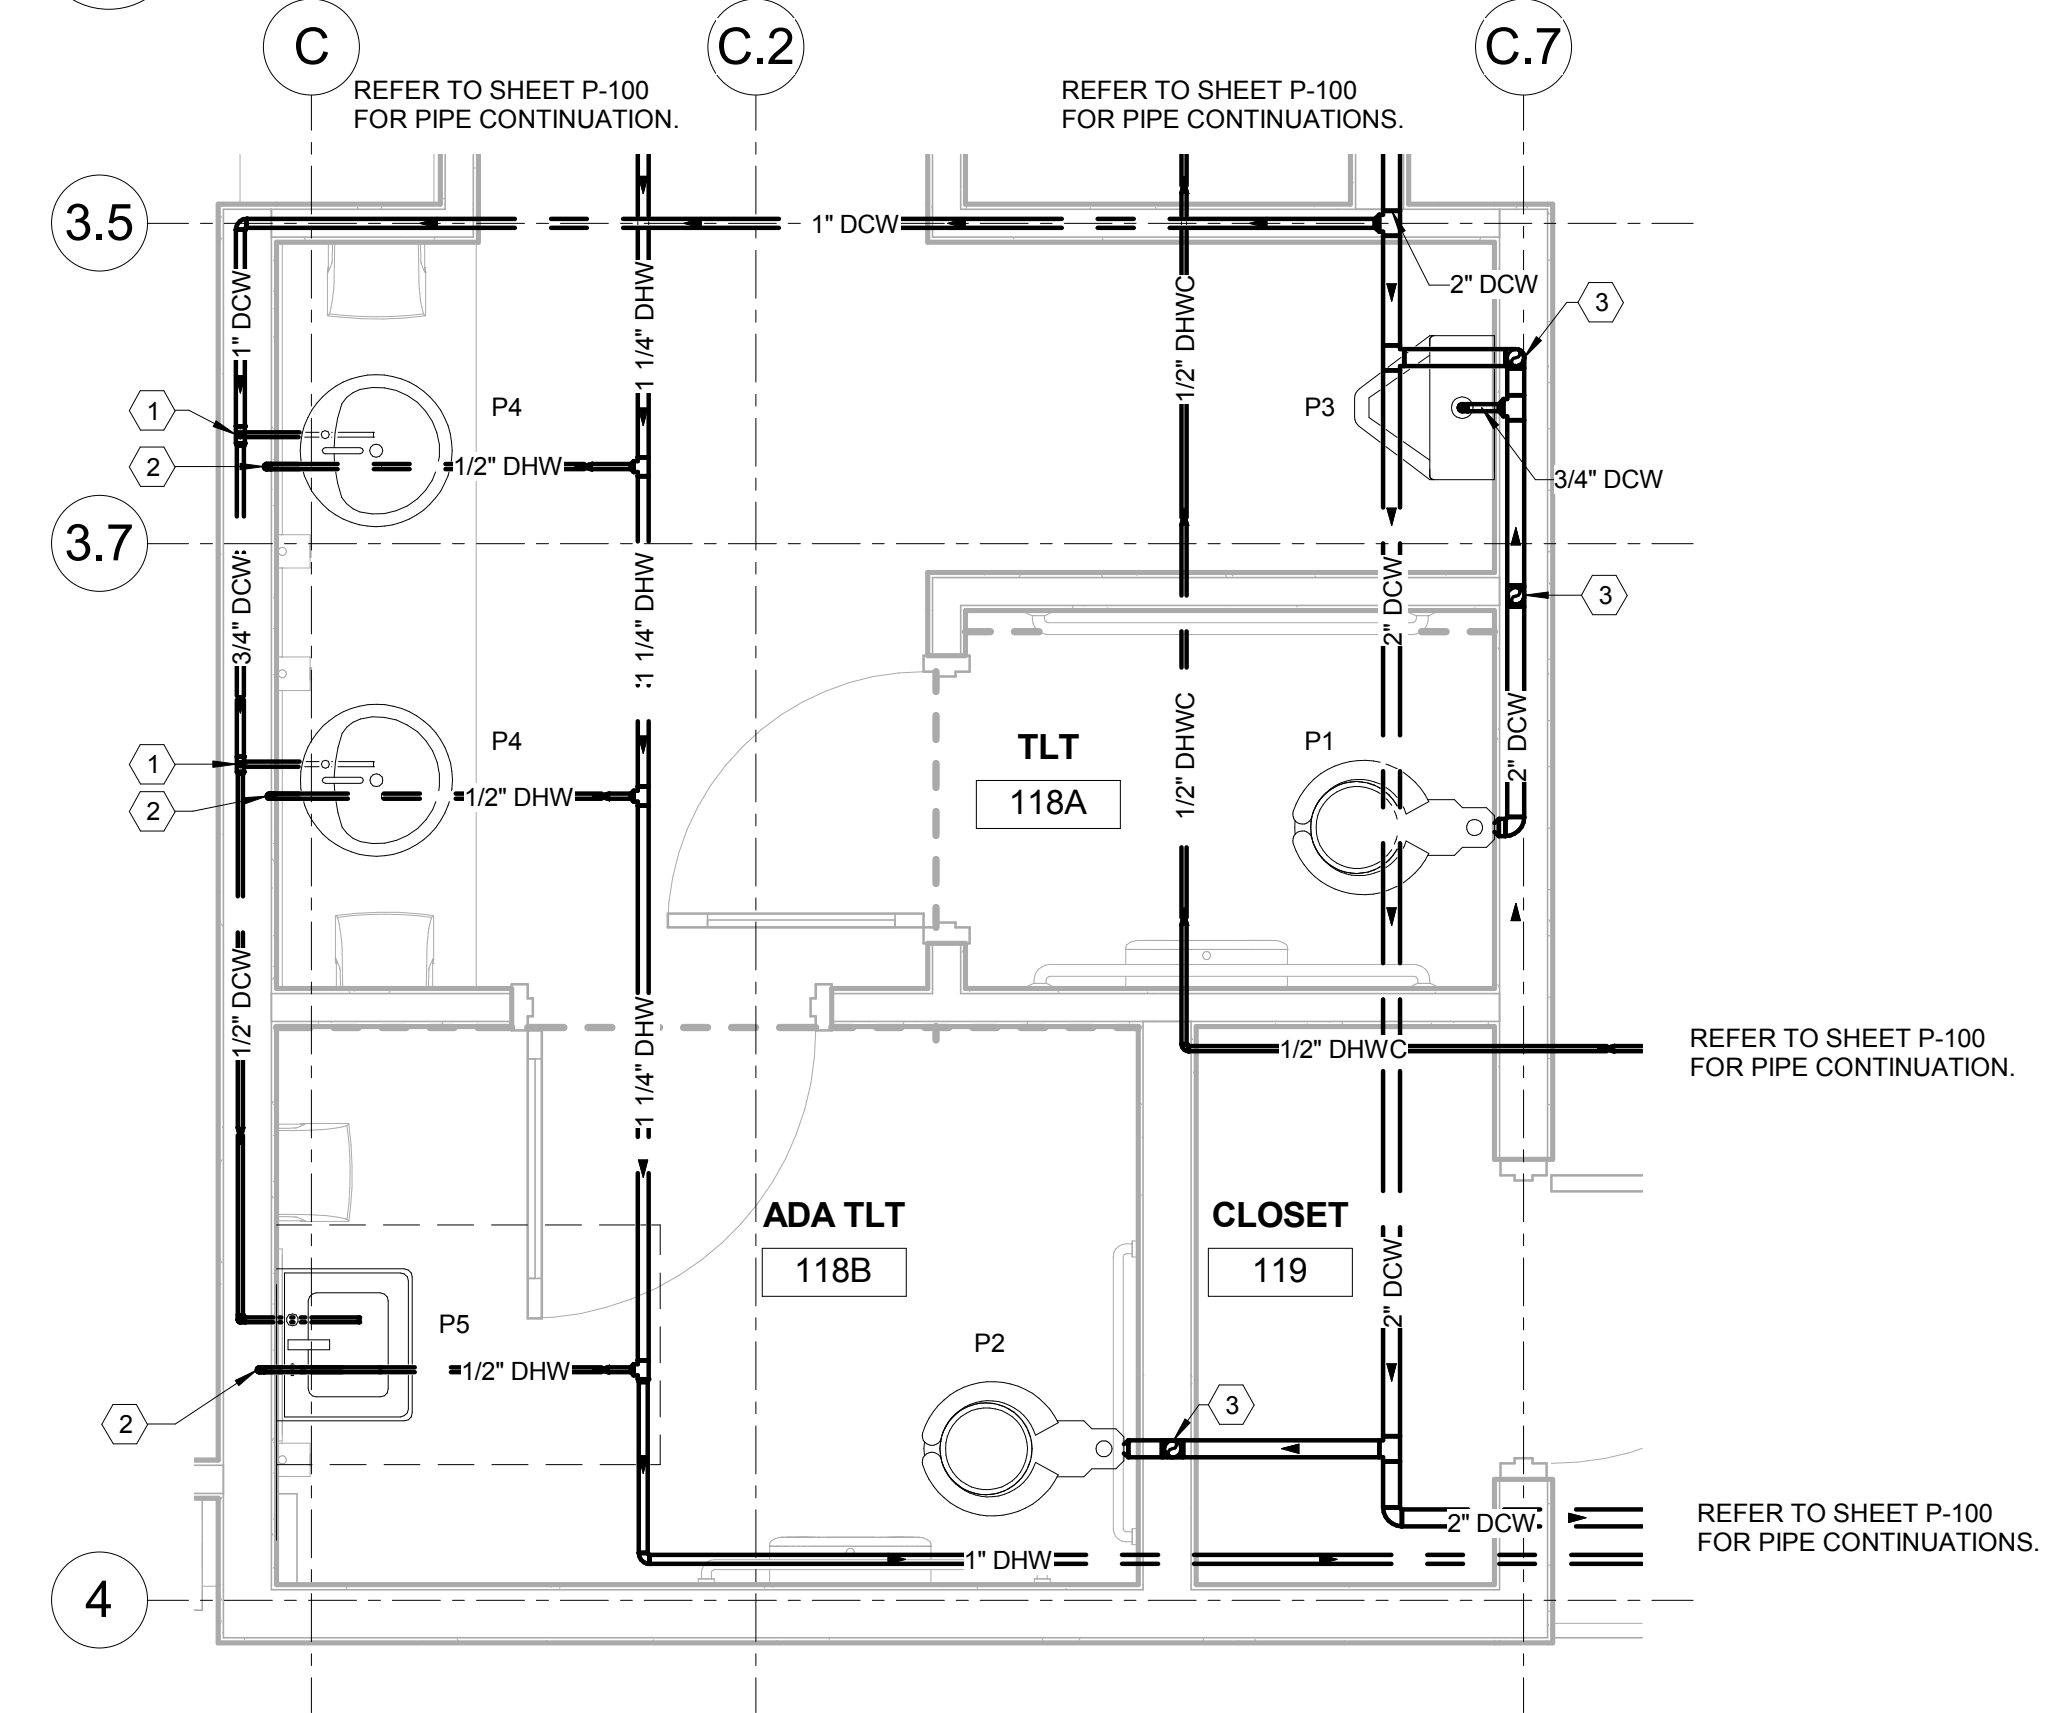 C
C.2
C.7
REFER TO SHEET P-100
FOR PIPE CONTINUATION.
REFER TO SHEET P-100
FOR PIPE CONTINUATIONS.
3.5
1" DCW
2" DCW
3
1" DCW
1 1/4" DHW
1/2" DHWC
1
P4
P3
2
1/2" DHW
3/4" DCW
3.7
3/4" DCW
1 1/4" DHW
2" DCW
3
2" DCW
1
P4
TLT
P1
1/2" DHWC
2
1/2" DHW
118A
1/2" DCW
1 1/4" DHW
1/2" DHWC
REFER TO SHEET P-100
FOR PIPE CONTINUATION.
ADA TLT
CLOSET
118B
119
2" DCW
P5
P2
1/2" DHW
2
3
2" DCW
REFER TO SHEET P-100
FOR PIPE CONTINUATIONS.
1" DHW
4